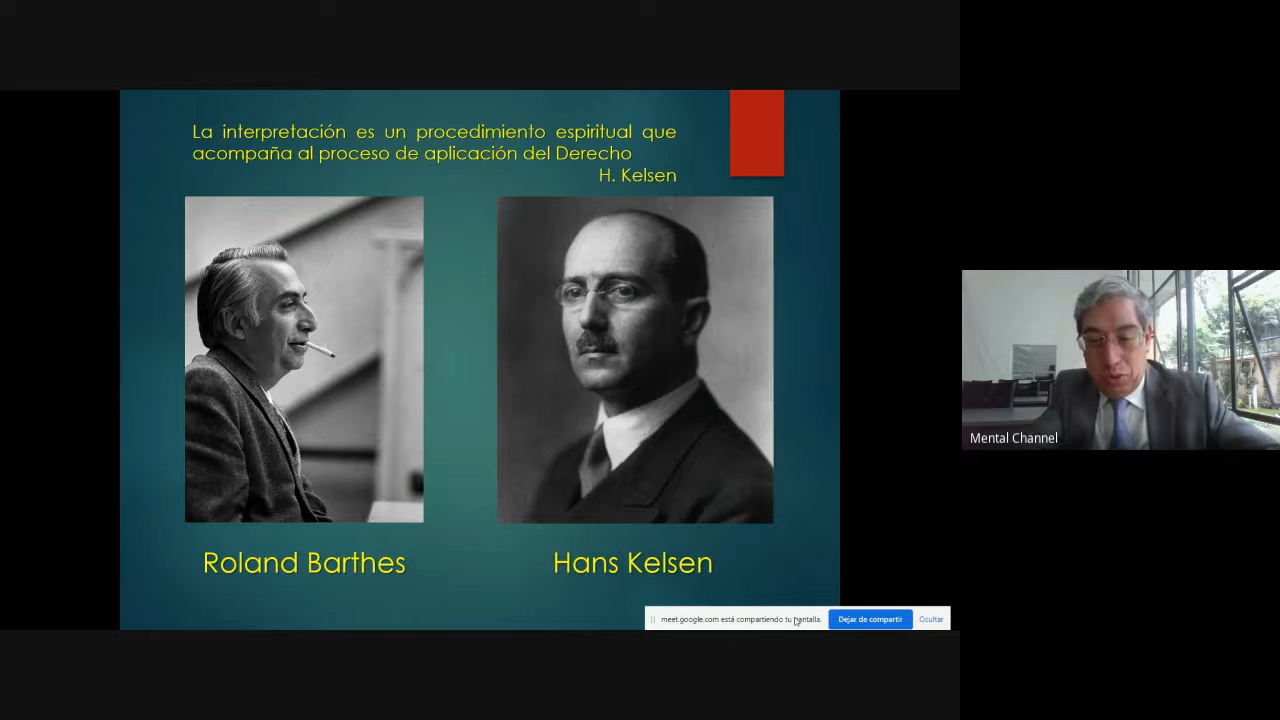 La interpretación es un procedimiento espiritual que
acompaña al proceso de aplicación del Derecho
H. Kelsen
Roland Barthes
Hans Kelsen
Mental Channel
meet.google.com está compartiendo tu pantalla.
Dejar de compartir
Ocultar